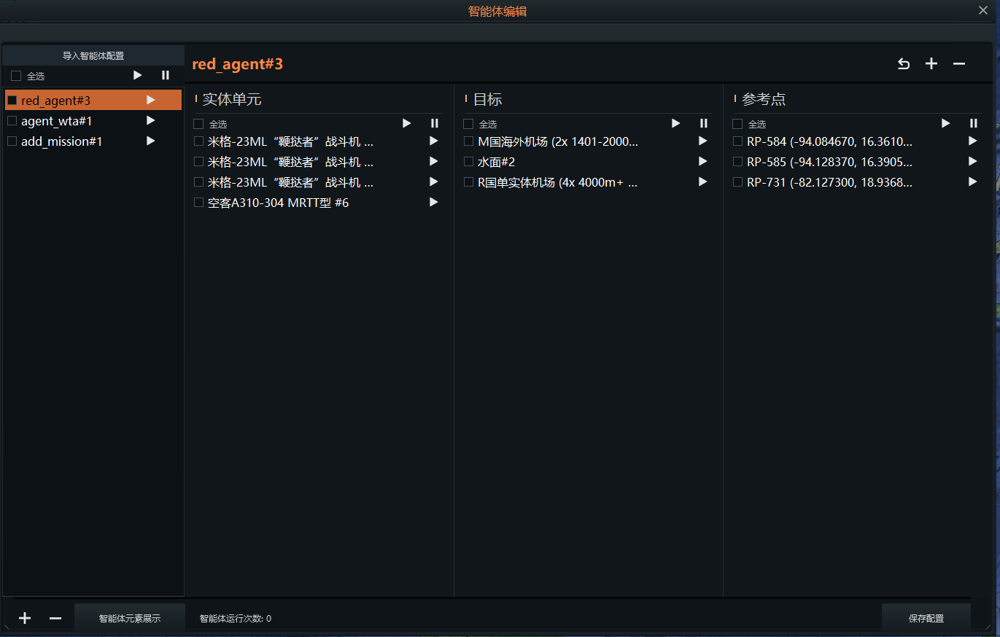 智能体编辑
导入智能体配置
全选
red_agent#3
agent_wta#1
add_mission#1
red_agent#3
实体单元
全选
米格-23ML“鞭挞者”战斗机 ...
米格-23ML“鞭挞者”战斗机 ...
米格-23ML“鞭挞者”战斗机 ...
空客A310-304 MRTT型 #6
目标
全选
M国海外机场 (2x 1401-2000...
水面#2
R国单实体机场 (4x 4000m+ ...
参考点
全选
RP-584 (-94.084670, 16.3610...
RP-585 (-94.128370, 16.3905...
RP-731 (-82.127300, 18.9368...
智能体元素展示
智能体运行次数: 0
保存配置